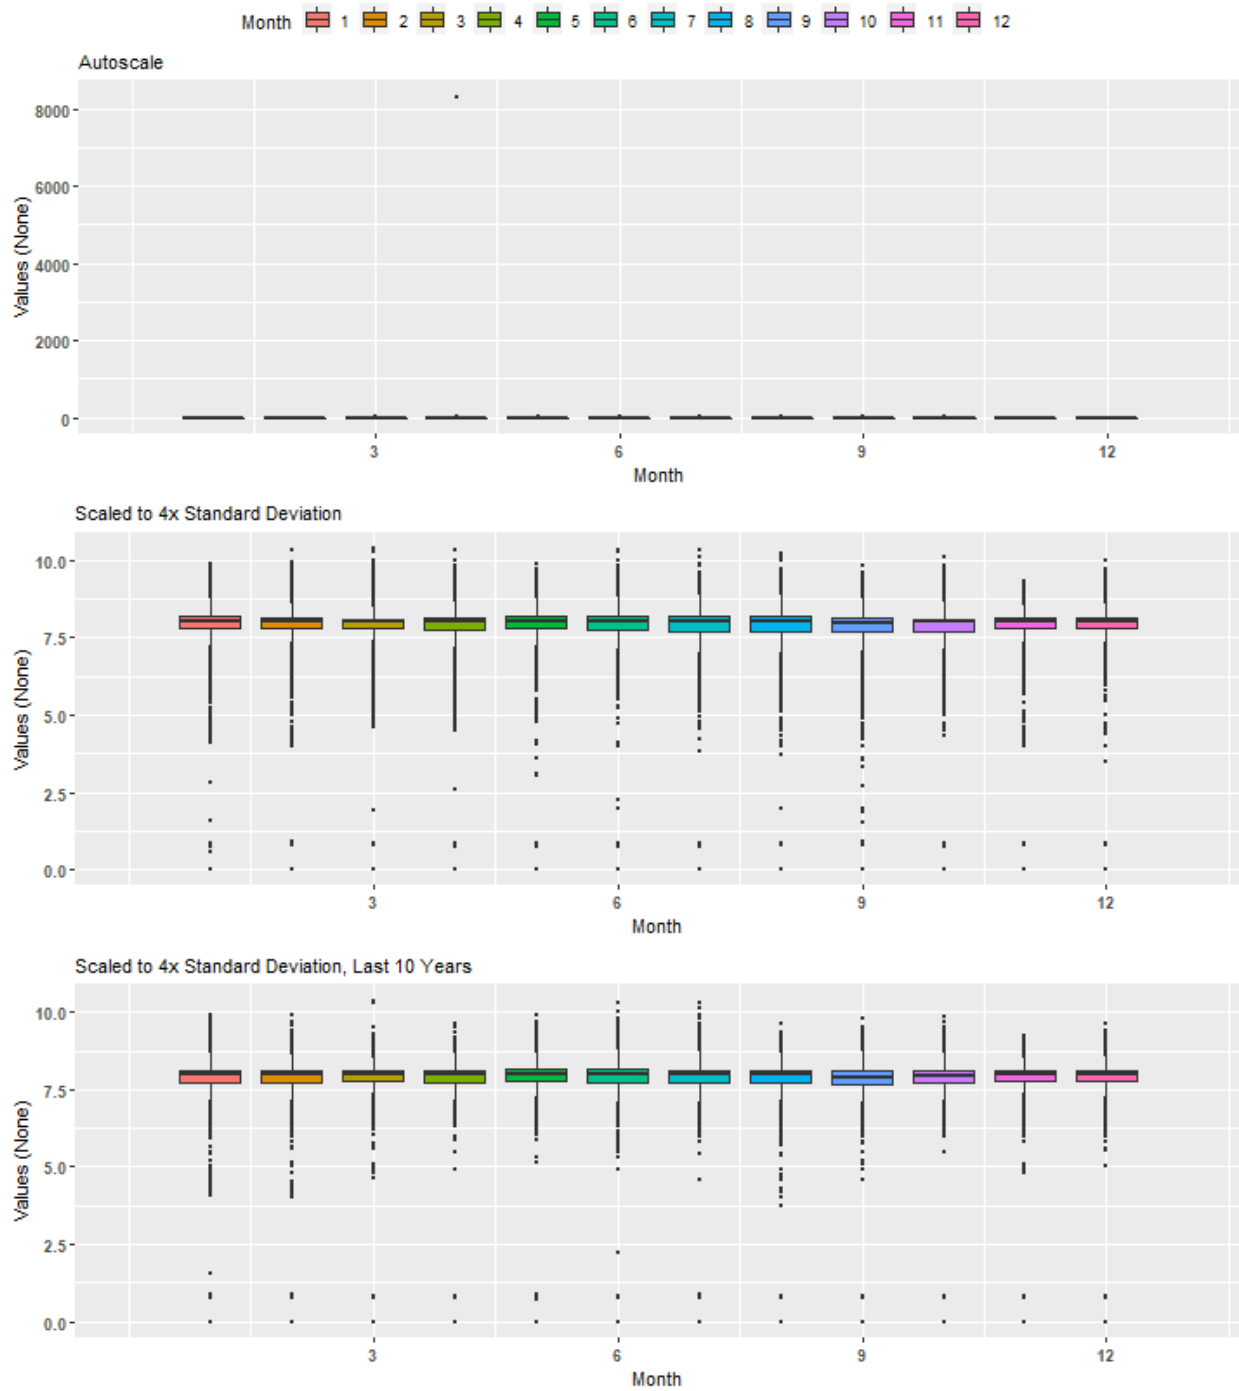 Month 1 2 3 4 5 6 7 8 9 10 11 12
Autoscale
8000
6000
4000
2000
0
Values (None)
3 6 9 12
Month
Scaled to 4x Standard Deviation
10.0
7.5
5.0
2.5
0.0
Values (None)
3 6 9 12
Month
Scaled to 4x Standard Deviation, Last 10 Years
10.0
7.5
5.0
2.5
0.0
Values (None)
3 6 9 12
Month